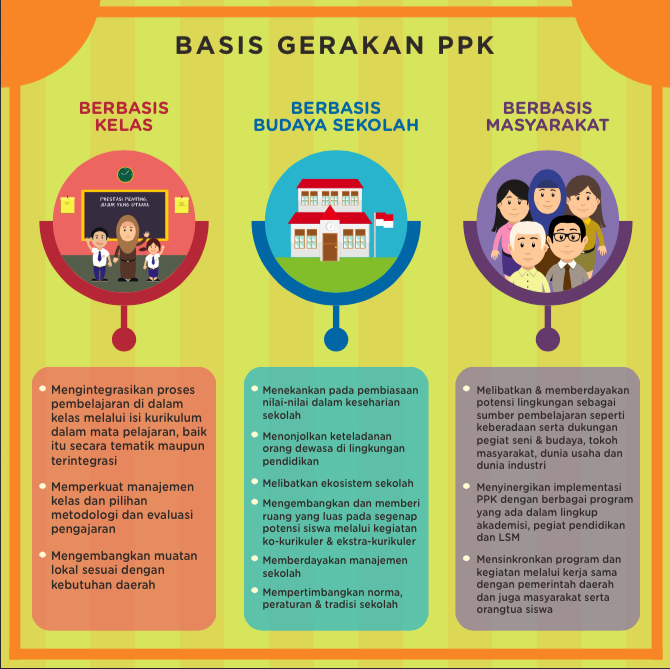 BASIS GERAKAN PPK
BERBASIS
KELAS
PRESTASI PENTING,
JUJUR YANG UTAMA
Mengintegrasikan proses
pembelajaran di dalam
kelas melalui isi kurikulum
dalam mata pelajaran, baik
itu secara tematik maupun
terintegrasi
Memperkuat manajemen
kelas dan pilihan
metodologi dan evaluasi
pengajaran
Mengembangkan muatan
lokal sesuai dengan
kebutuhan daerah
BERBASIS
BUDAYA SEKOLAH
Menekankan pada pembiasaan
nilai-nilai dalam keseharian
sekolah
Menonjolkan keteladanan
orang dewasa di lingkungan
pendidikan
Melibatkan ekosistem sekolah
Mengembangkan dan memberi
ruang yang luas pada segenap
potensi siswa melalui kegiatan
ko-kurikuler & ekstra-kurikuler
Memberdayakan manajemen
sekolah
Mempertimbangkan norma,
peraturan & tradisi sekolah
BERBASIS
MASYARAKAT
Melibatkan & memberdayakan
potensi lingkungan sebagai
sumber pembelajaran seperti
keberadaan serta dukungan
pegiat seni & budaya, tokoh
masyarakat, dunia usaha dan
dunia industri
Menyinergikan implementasi
PPK dengan berbagai program
yang ada dalam lingkup
akademisi, pegiat pendidikan
dan LSM
Mensinkronkan program dan
kegiatan melalui kerja sama
dengan pemerintah daerah
dan juga masyarakat serta
orangtua siswa